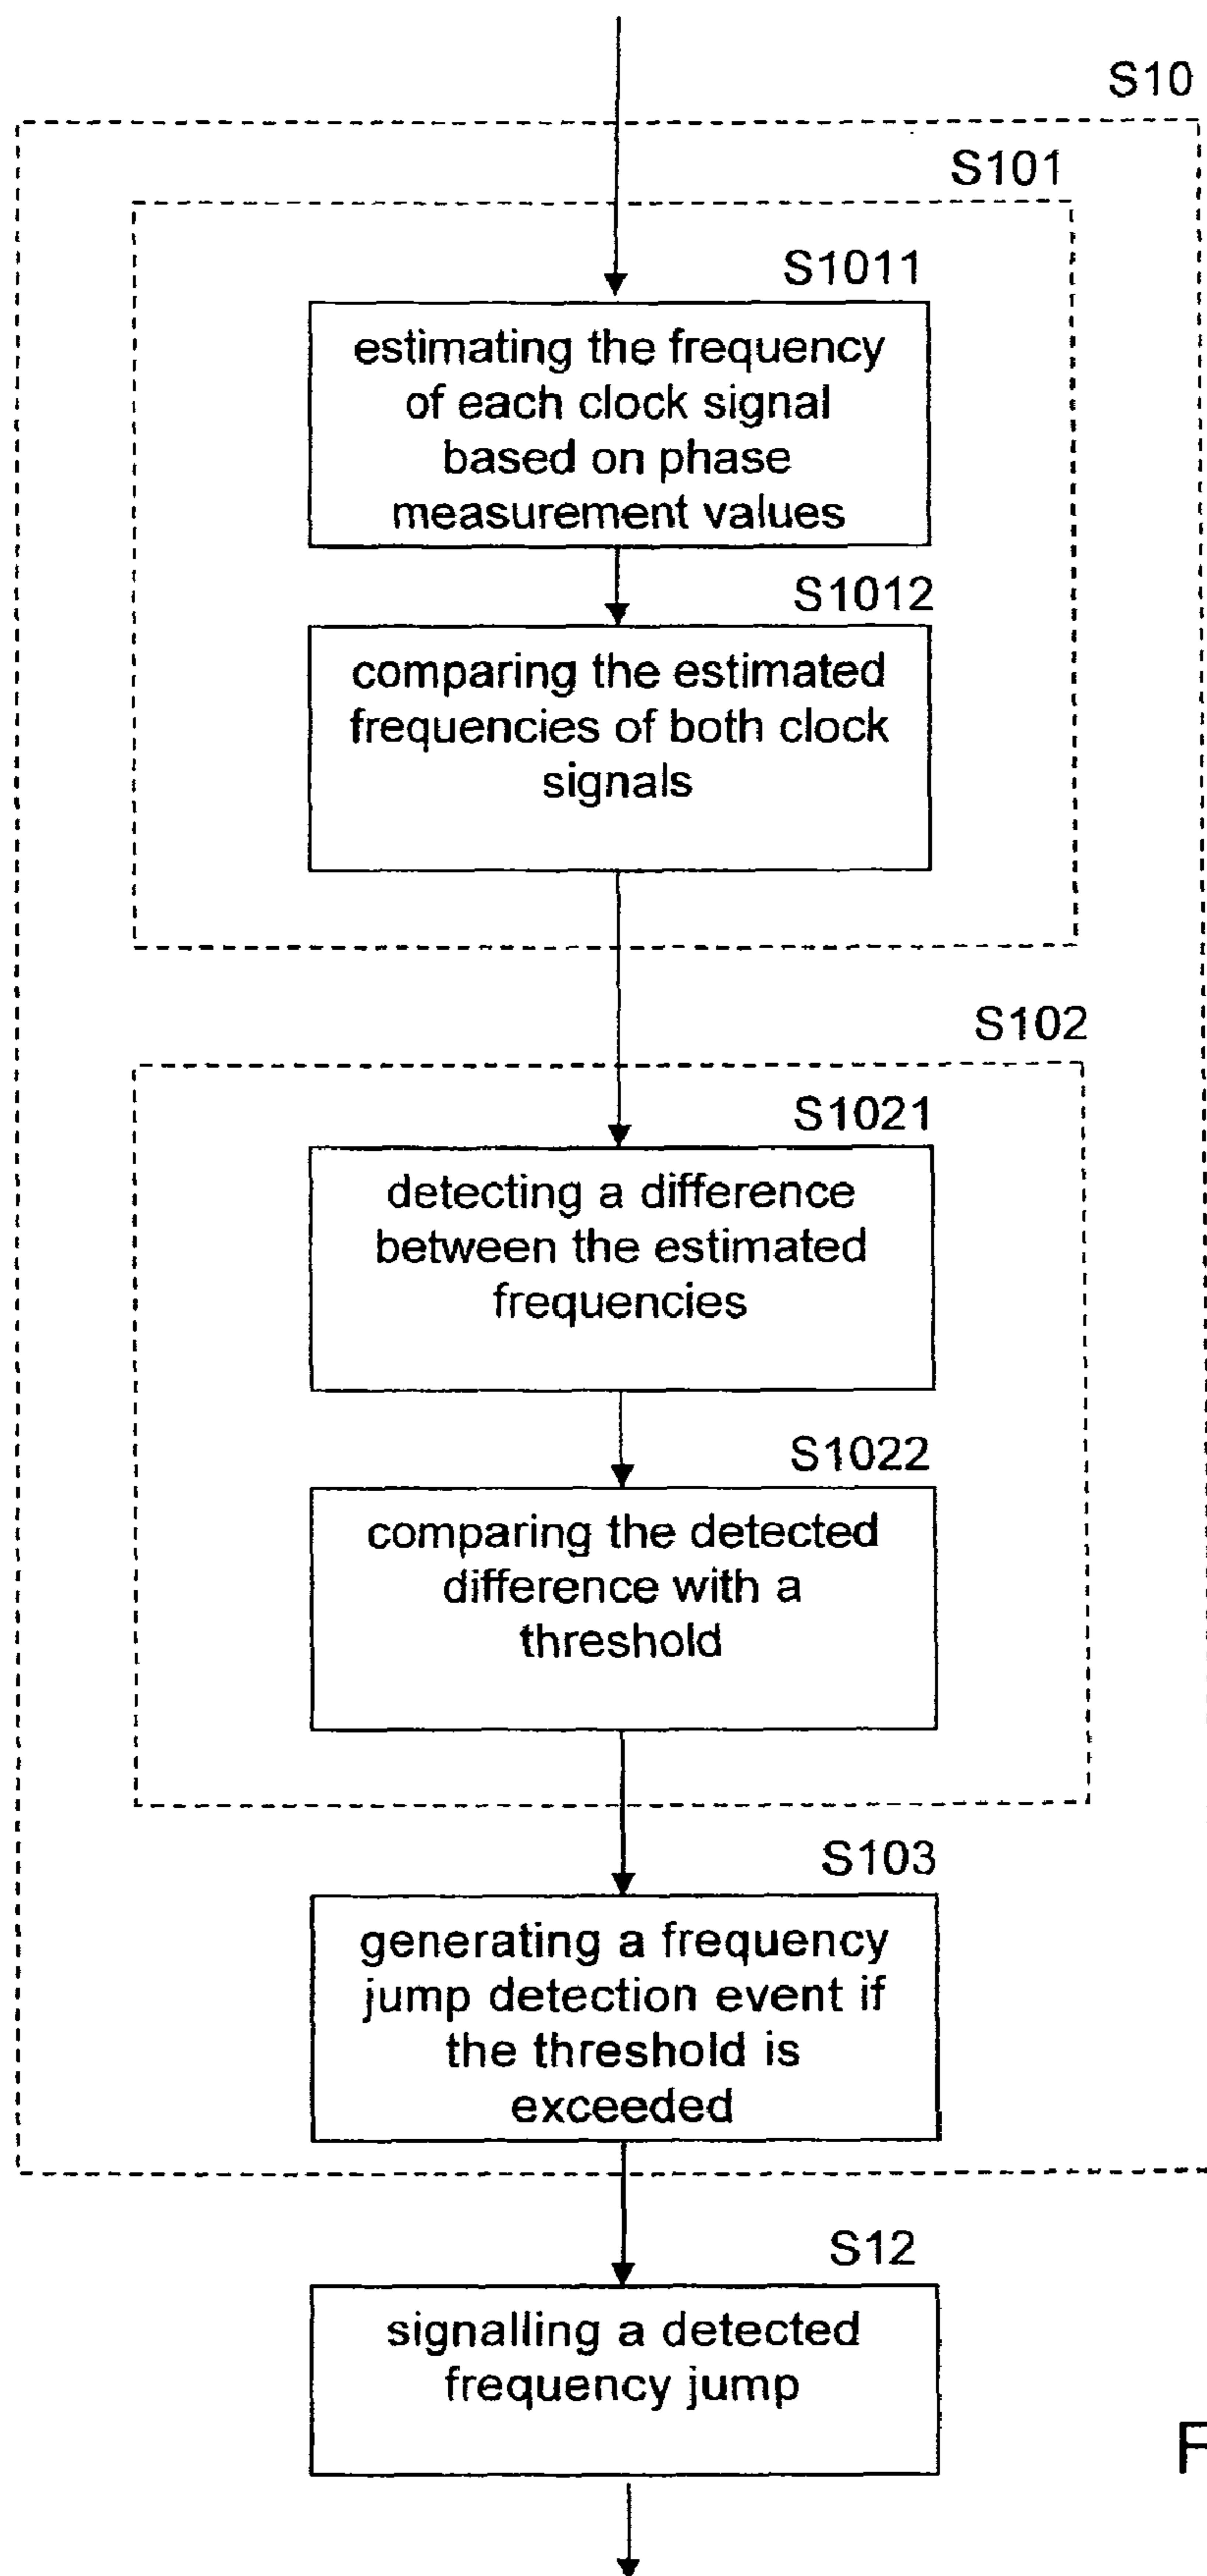 S10
S101
S1011
estimating the frequency
of each clock signal
based on phase
measurement values
S1012
comparing the estimated
frequencies of both clock
signals
S102
S1021
detecting a difference
between the estimated
frequencies
S1022
comparing the detected
difference with a
threshold
S103
generating a frequency
jump detection event if
the threshold is
exceeded
S12
signalling a detected
frequency jump